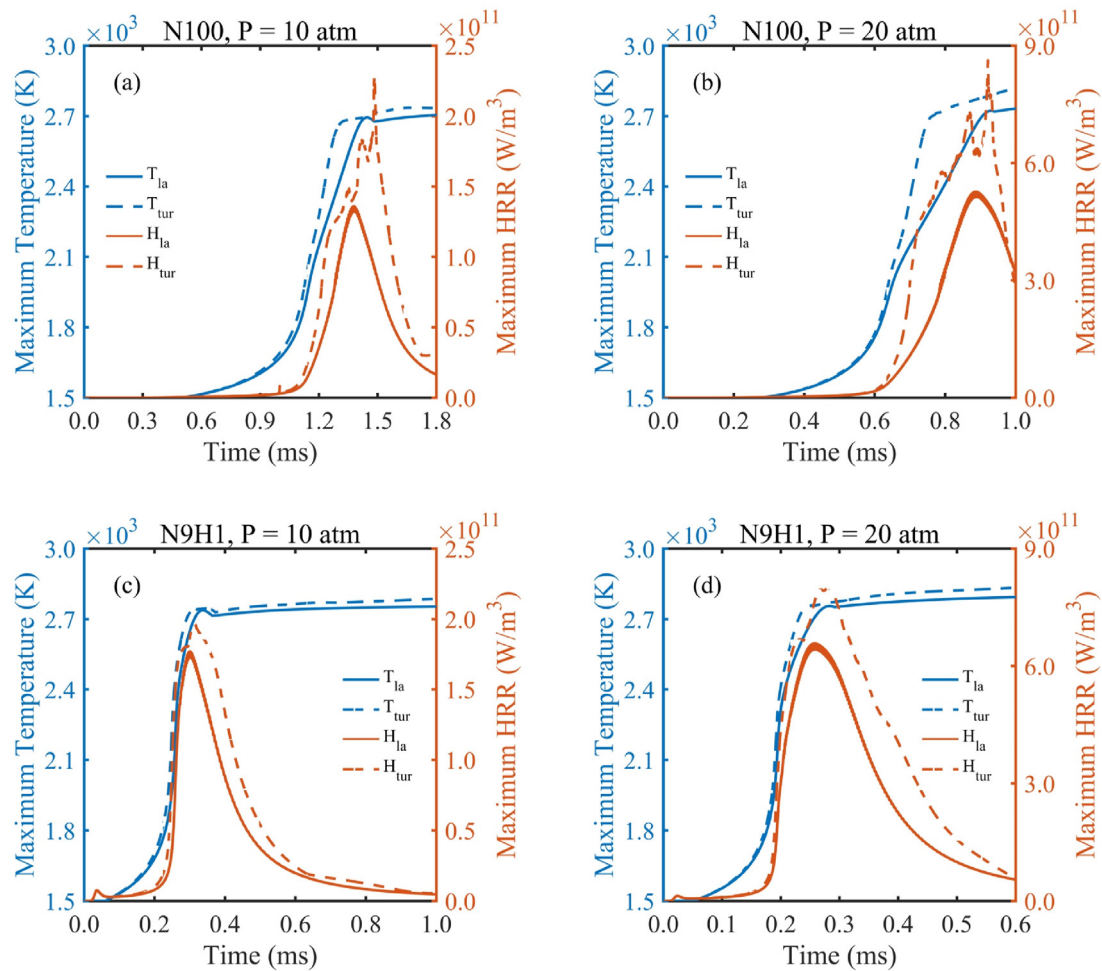 N100, P = 10 atm
×10³
×10¹¹
(a)
Maximum Temperature (K)
3.0
2.7
2.4
2.1
1.8
1.5
T_la
T_tur
H_la
H_tur
2.5
2.0
1.5
1.0
0.5
0.0
Maximum HRR (W/m³)
0.0 0.3 0.6 0.9 1.2 1.5 1.8
Time (ms)
N100, P = 20 atm
×10³
×10¹¹
(b)
Maximum Temperature (K)
3.0
2.7
2.4
2.1
1.8
1.5
T_la
T_tur
H_la
H_tur
9.0
6.0
3.0
0.0
Maximum HRR (W/m³)
0.0 0.2 0.4 0.6 0.8 1.0
Time (ms)
N9H1, P = 10 atm
×10³
×10¹¹
(c)
Maximum Temperature (K)
3.0
2.7
2.4
2.1
1.8
1.5
T_la
T_tur
H_la
H_tur
2.5
2.0
1.5
1.0
0.5
0.0
Maximum HRR (W/m³)
0.0 0.2 0.4 0.6 0.8 1.0
Time (ms)
N9H1, P = 20 atm
×10³
×10¹¹
(d)
Maximum Temperature (K)
3.0
2.7
2.4
2.1
1.8
1.5
T_la
T_tur
H_la
H_tur
9.0
6.0
3.0
0.0
Maximum HRR (W/m³)
0.0 0.1 0.2 0.3 0.4 0.5 0.6
Time (ms)